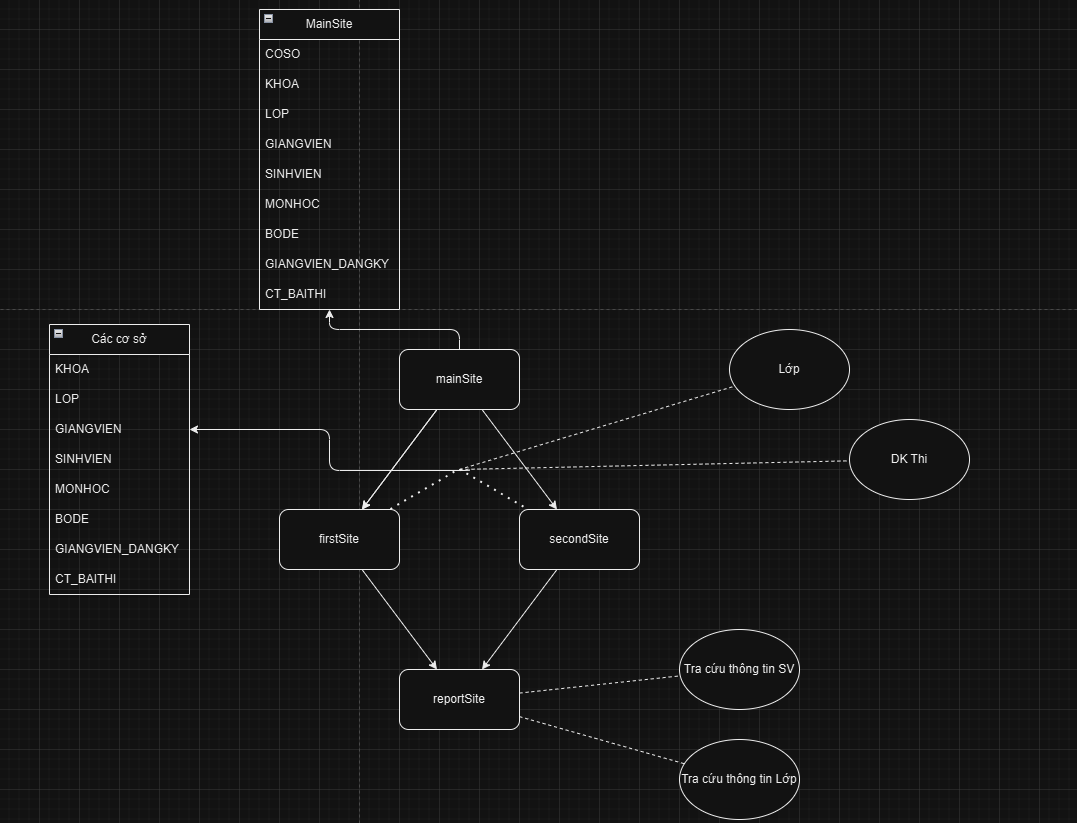 MainSite
COSO
KHOA
LOP
GIANGVIEN
SINHVIEN
MONHOC
BODE
GIANGVIEN_DANGKY
CT_BAITHI
Các cơ sở
KHOA
LOP
GIANGVIEN
SINHVIEN
MONHOC
BODE
GIANGVIEN_DANGKY
CT_BAITHI
mainSite
Lớp
DK Thi
firstSite
secondSite
reportSite
Tra cứu thông tin SV
Tra cứu thông tin Lớp